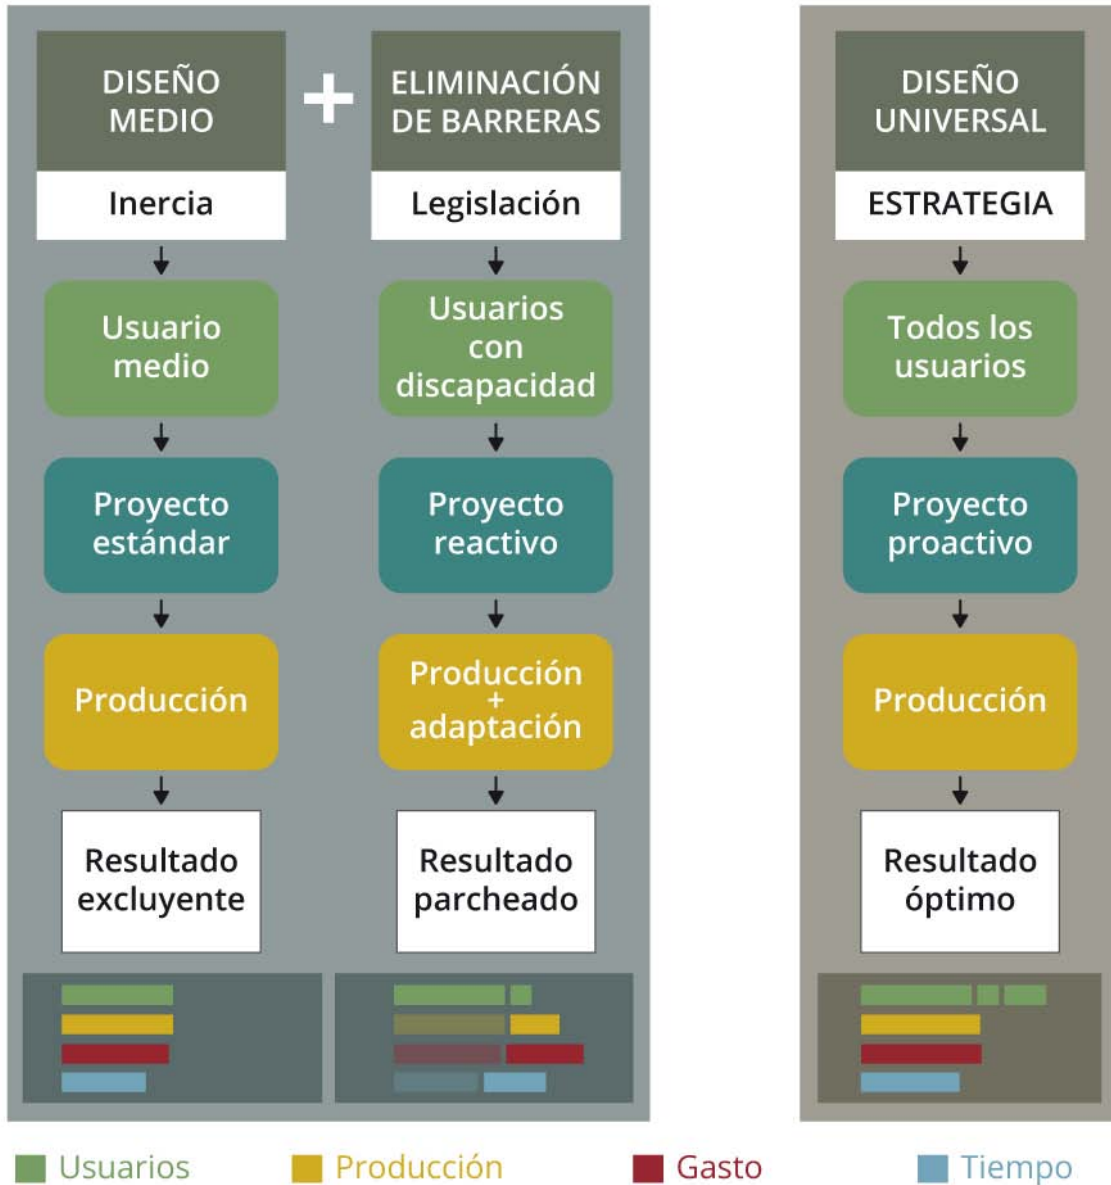 DISEÑO
MEDIO
+
ELIMINACIÓN
DE BARRERAS
DISEÑO
UNIVERSAL
Inercia
Legislación
ESTRATEGIA
Usuario
medio
Usuarios
con
discapacidad
Todos los
usuarios
Proyecto
estándar
Proyecto
reactivo
Proyecto
proactivo
Producción
Producción
+
adaptación
Producción
Resultado
excluyente
Resultado
parcheado
Resultado
óptimo
Usuarios
Producción
Gasto
Tiempo